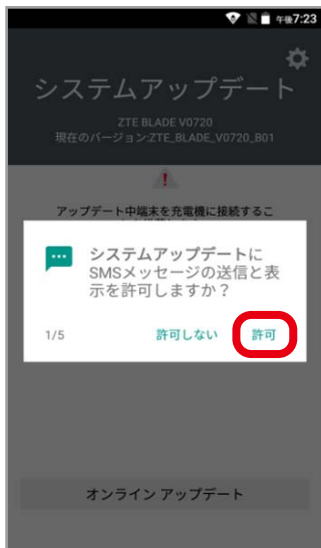 午後7:23
システムアップデート
ZTE BLADE V0720
現在のバージョン:ZTE_BLADE_V0720_B01
アップデート中端末を充電機に接続するこ
システムアップデートに
SMSメッセージの送信と表
示を許可しますか？
1/5 許可しない 許可
オンライン アップデート